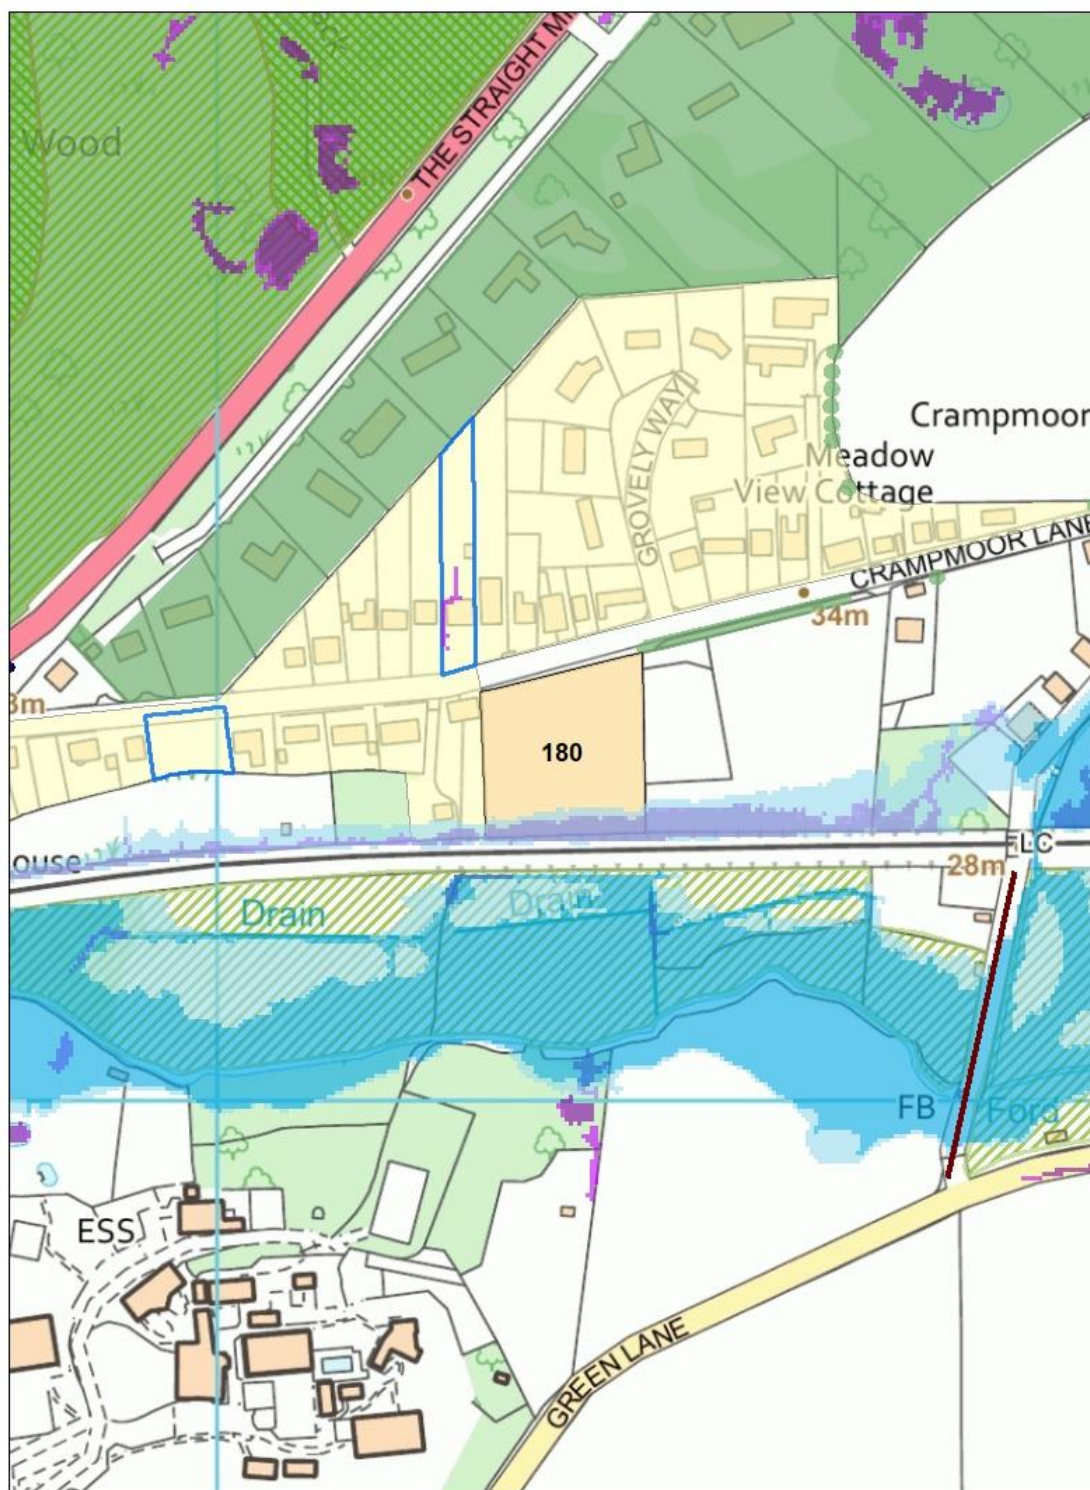 Wood
THE STRAIGHT MI
GROVELY WAY
Crampmoor
Meadow
View Cottage
CRAMPMOOR LANE
34m
3m
180
ouse
LC
28m
Drain
Drain
FB
Ford
ESS
GREEN LANE